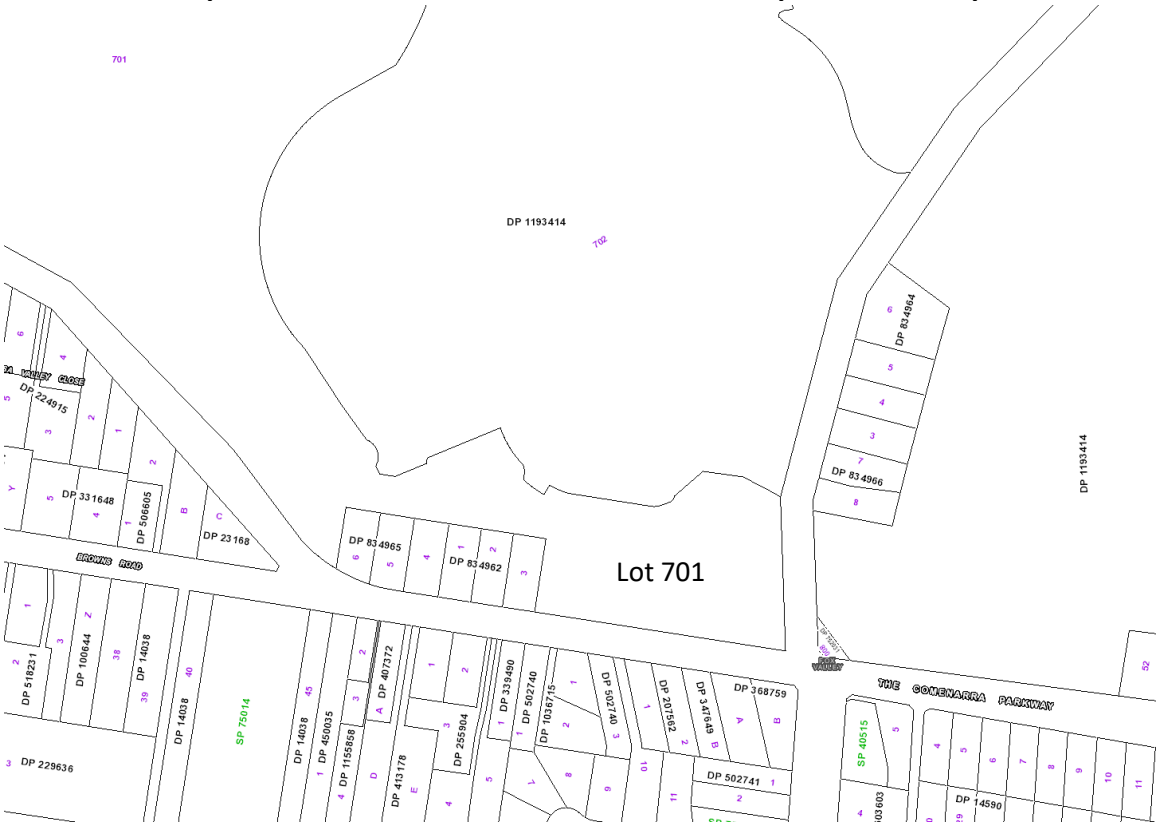 701
DP 1193414
702
6
DP 834964
5
4
3
7
DP 834966
8
DP 1193414
6
4
VALLEY CLOSE
DP 224915
5
3
2
1
2
Y
5
DP 331648
4
1
DP 506605
B
C
DP 23168
BROWNS ROAD
DP 834965
6
5
4
1
DP 834962
2
3
Lot 701
1
2
DP 518231
3
Z
DP 100644
38
DP 14038
39
40
DP 14038
SP 75014
3
DP 229636
45
DP 14038
DP 450035
1
2
3
DP 1155858
4
DP 407372
A
D
DP 413178
E
1
2
3
DP 255904
4
5
DP 339490
1
DP 502740
1
DP 1036715
1
2
8
9
DP 502740
3
10
1
DP 207562
2
11
DP 347649
B
DP 368759
A
B
DP 502741
1
2
800
FOX
VALLEY
THE COMENARRA PARKWAY
52
SP 40515
5
4
4
5
6
7
8
9
10
11
DP 14590
29